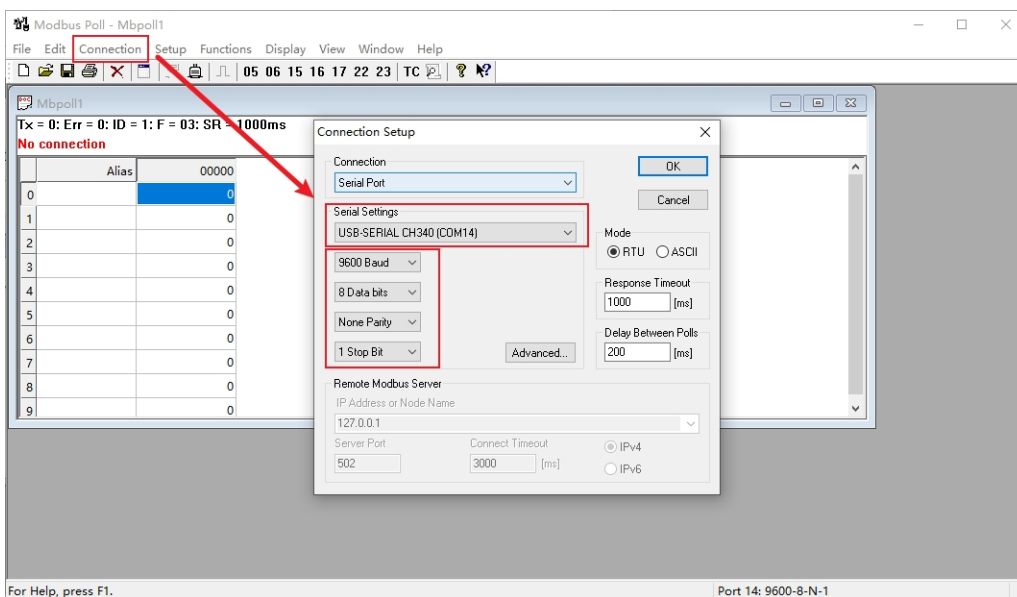 Modbus Poll - Mbpoll1
File Edit Connection Setup Functions Display View Window Help
05 06 15 16 17 22 23 TC
Mbpoll1
Tx = 0: Err = 0: ID = 1: F = 03: SR = 1000ms
No connection
Alias 00000
0 0
1 0
2 0
3 0
4 0
5 0
6 0
7 0
8 0
9 0
Connection Setup
Connection
Serial Port
OK
Cancel
Serial Settings
USB-SERIAL CH340 (COM14)
Mode
RTU ASCII
9600 Baud
8 Data bits
None Parity
1 Stop Bit
Advanced...
Response Timeout
1000 [ms]
Delay Between Polls
200 [ms]
Remote Modbus Server
IP Address or Node Name
127.0.0.1
Server Port Connect Timeout
502 3000 [ms]
IPv4
IPv6
For Help, press F1.
Port 14: 9600-8-N-1